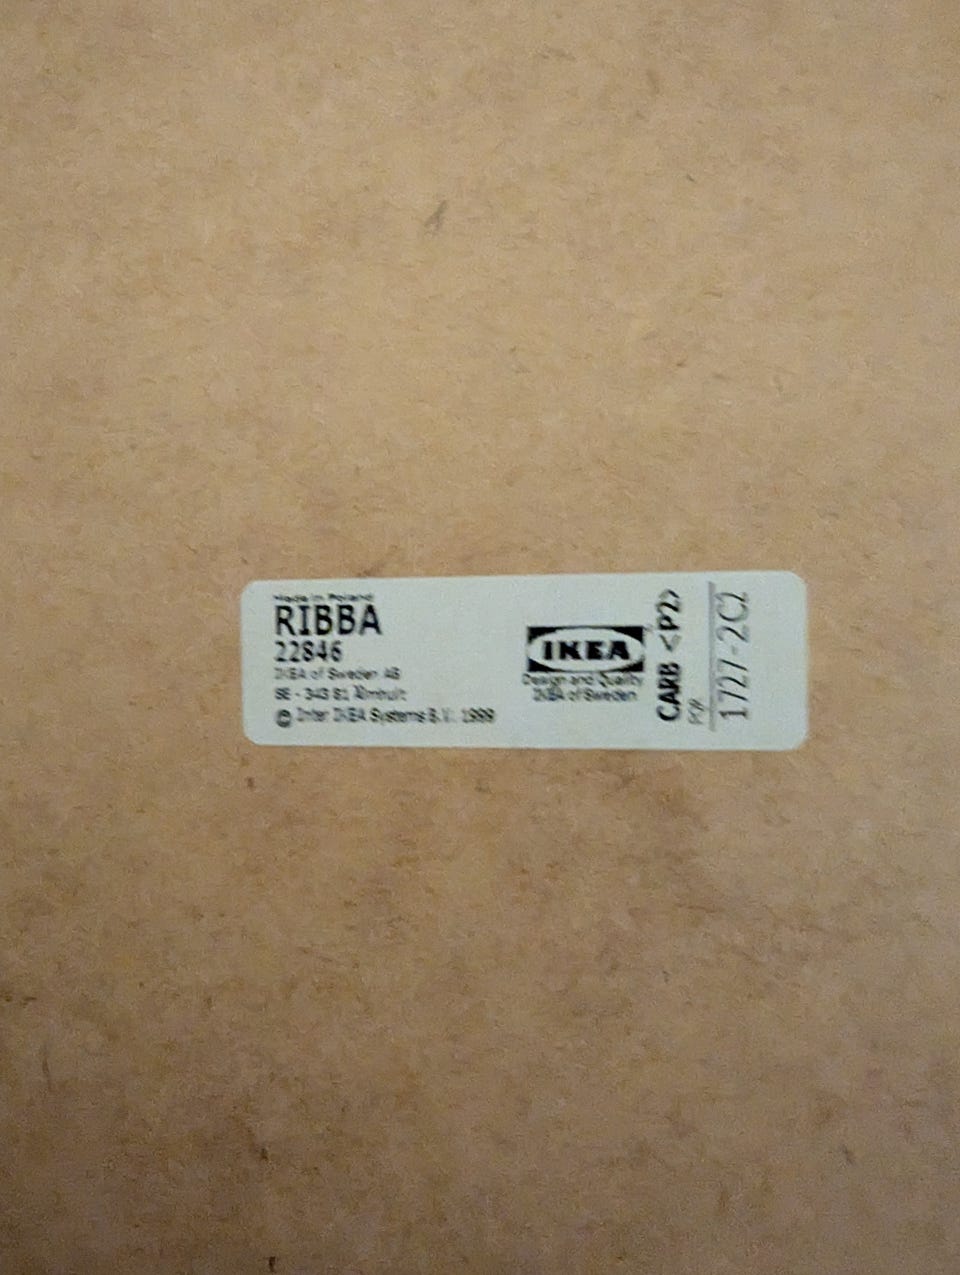 Made in Poland
RIBBA
22846
IKEA of Sweden AB
SE - 343 81 Älmhult
© Inter IKEA Systems B.V. 1999
IKEA
®
Design and Quality
IKEA of Sweden
CARB <P2>
1727-2C2